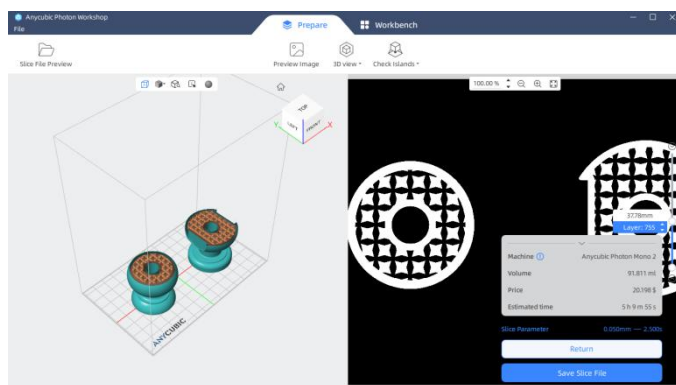 Anycubic Photon Workshop
File
Prepare
Workbench
Slice File Preview
Preview Image
3D view
Check Islands
100.00 %
TOP
LEFT
FRONT
Y
X
37.78mm
Layer: 755
Machine
Anycubic Photon Mono 2
Volume
91.811 ml
Price
20.198 $
Estimated time
5 h 9 m 55 s
Slice Parameter
0.050mm — 2.500s
Return
Save Slice File
ANYCUBIC